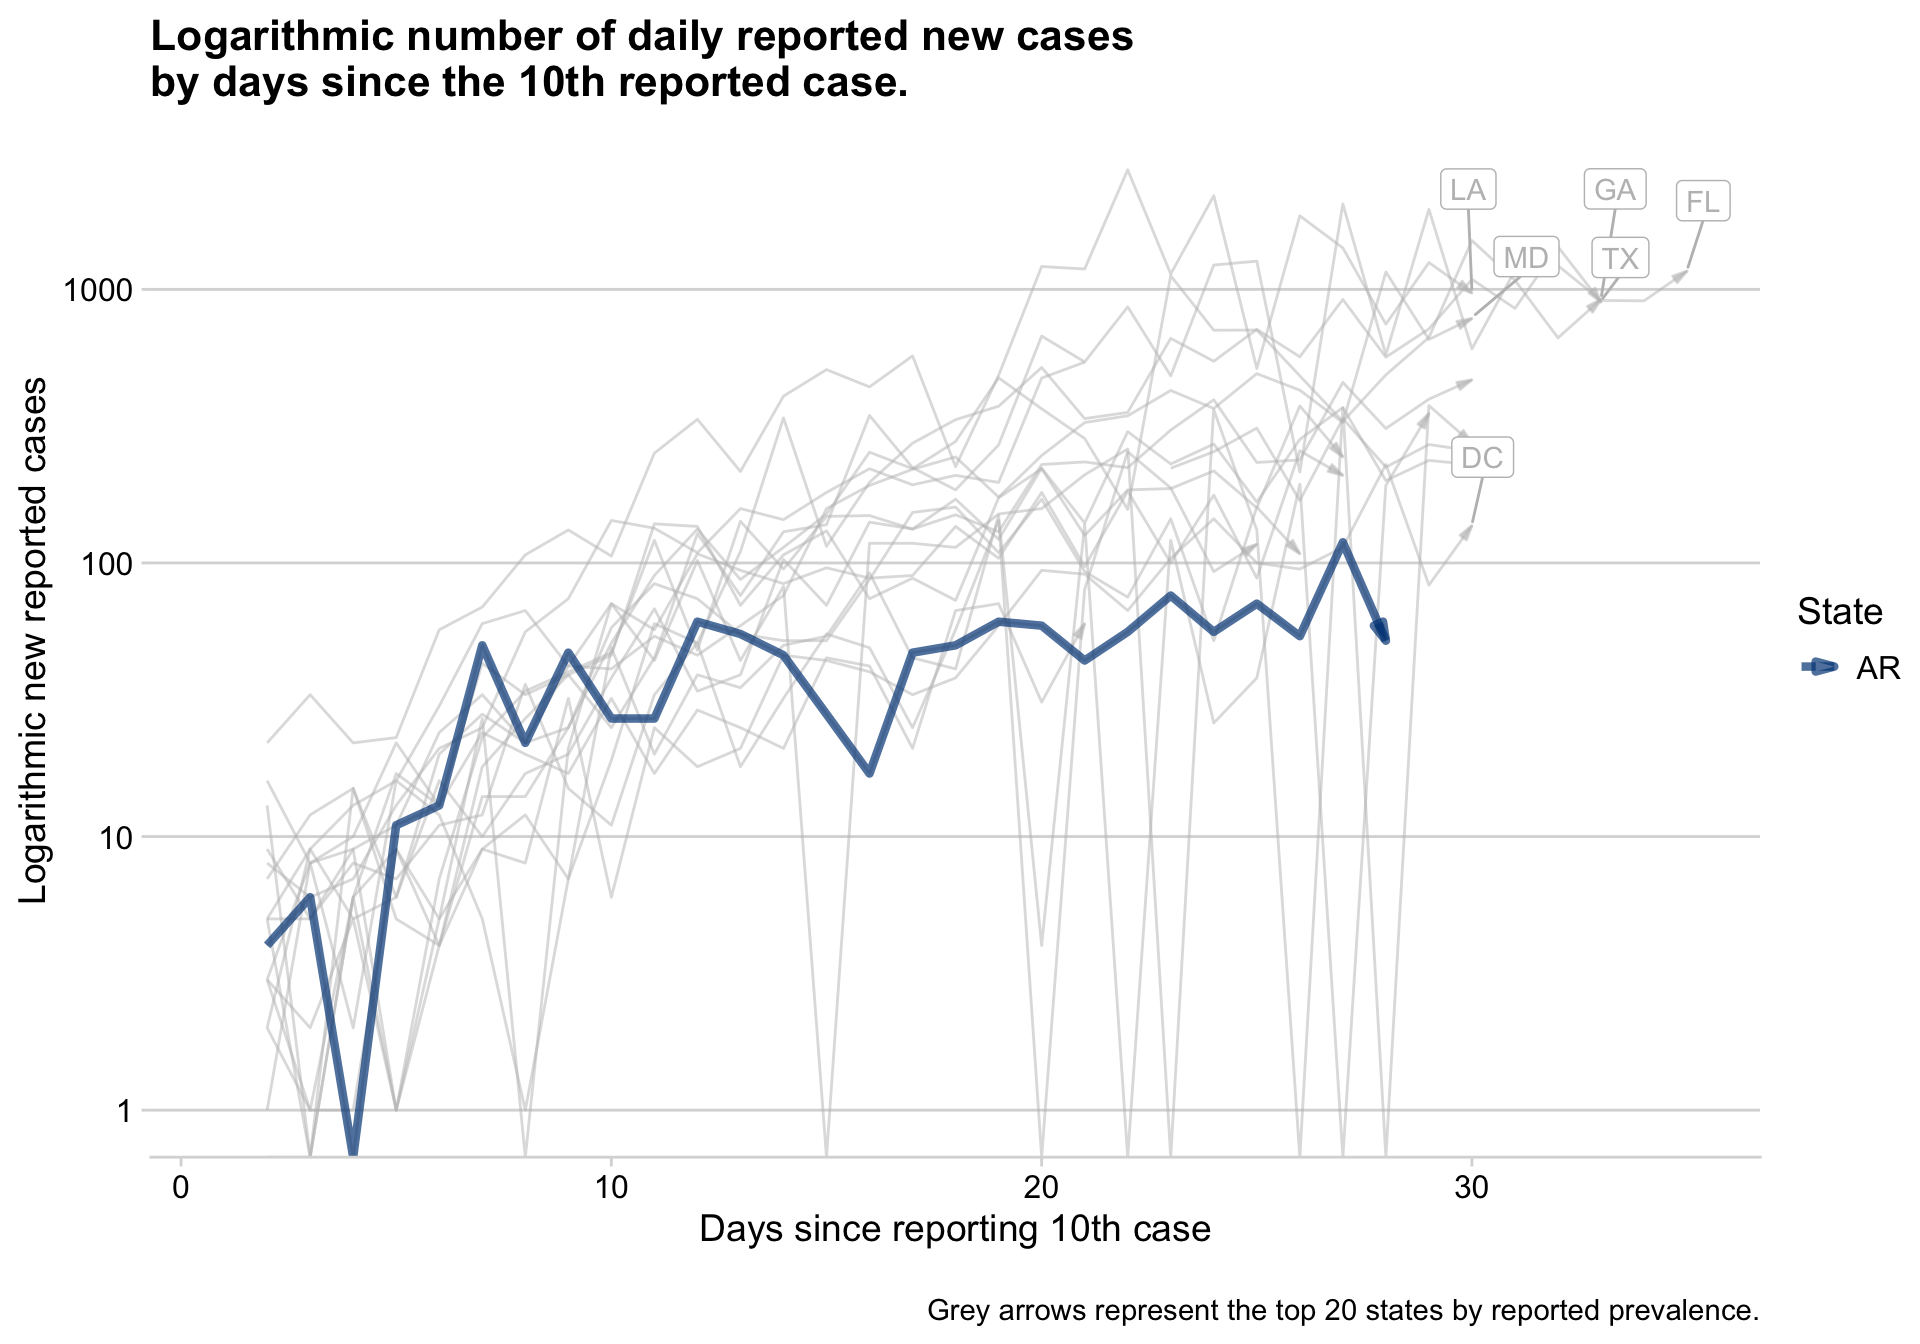 Logarithmic number of daily reported new cases
by days since the 10th reported case.
LA
GA
FL
MD
TX
DC
1000
100
10
1
Logarithmic new reported cases
0
10
20
30
Days since reporting 10th case
State
AR
Grey arrows represent the top 20 states by reported prevalence.